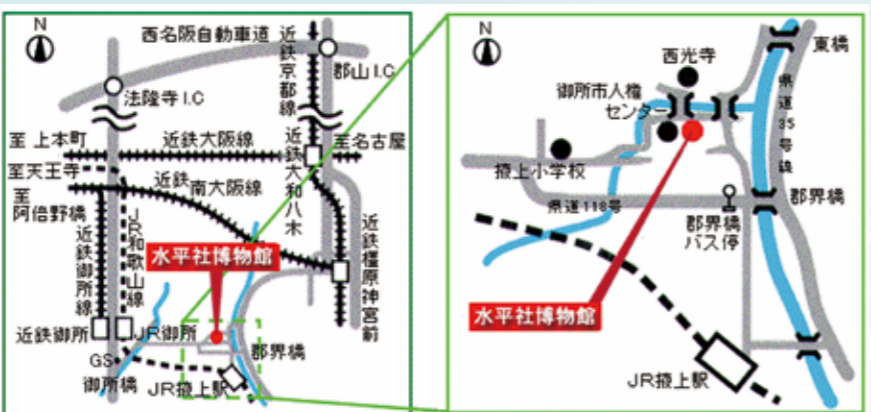 N
西名阪自動車道
近鉄京都線
郡山I.C
法隆寺I.C
至 上本町
近鉄大阪線
至名古屋
至天王寺
近鉄
南大阪線
近鉄大和八木
至
阿倍野橋
近鉄御所線
JR和歌山線
水平社博物館
近鉄橿原神宮前
近鉄御所
JR御所
郡界橋
GS
御所橋
JR掖上駅
N
西光寺
東橋
御所市人権
センター
県道35号線
掖上小学校
県道118号
郡界橋
郡界橋
バス停
水平社博物館
JR掖上駅